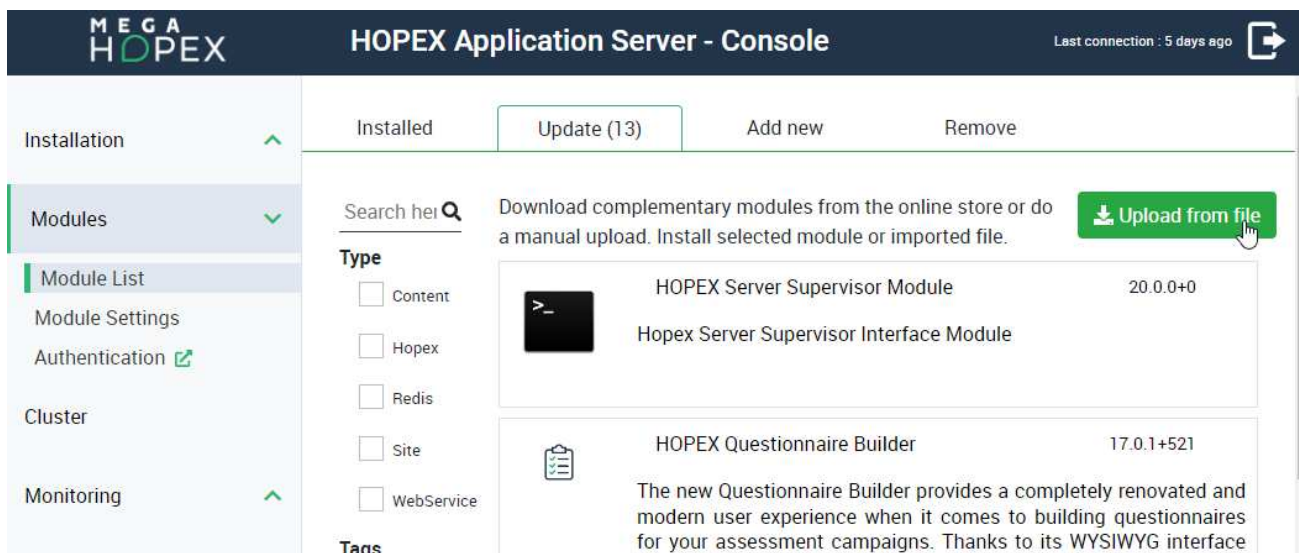 MEGA
HOPEX
HOPEX Application Server - Console
Last connection : 5 days ago
Installation
Modules
Module List
Module Settings
Authentication
Cluster
Monitoring
Installed
Update (13)
Add new
Remove
Search her
Download complementary modules from the online store or do
a manual upload. Install selected module or imported file.
Upload from file
Type
Content
Hopex
Redis
Site
WebService
Tags
>_
HOPEX Server Supervisor Module
20.0.0+0
Hopex Server Supervisor Interface Module
HOPEX Questionnaire Builder
17.0.1+521
The new Questionnaire Builder provides a completely renovated and
modern user experience when it comes to building questionnaires
for your assessment campaigns. Thanks to its WYSIWYG interface